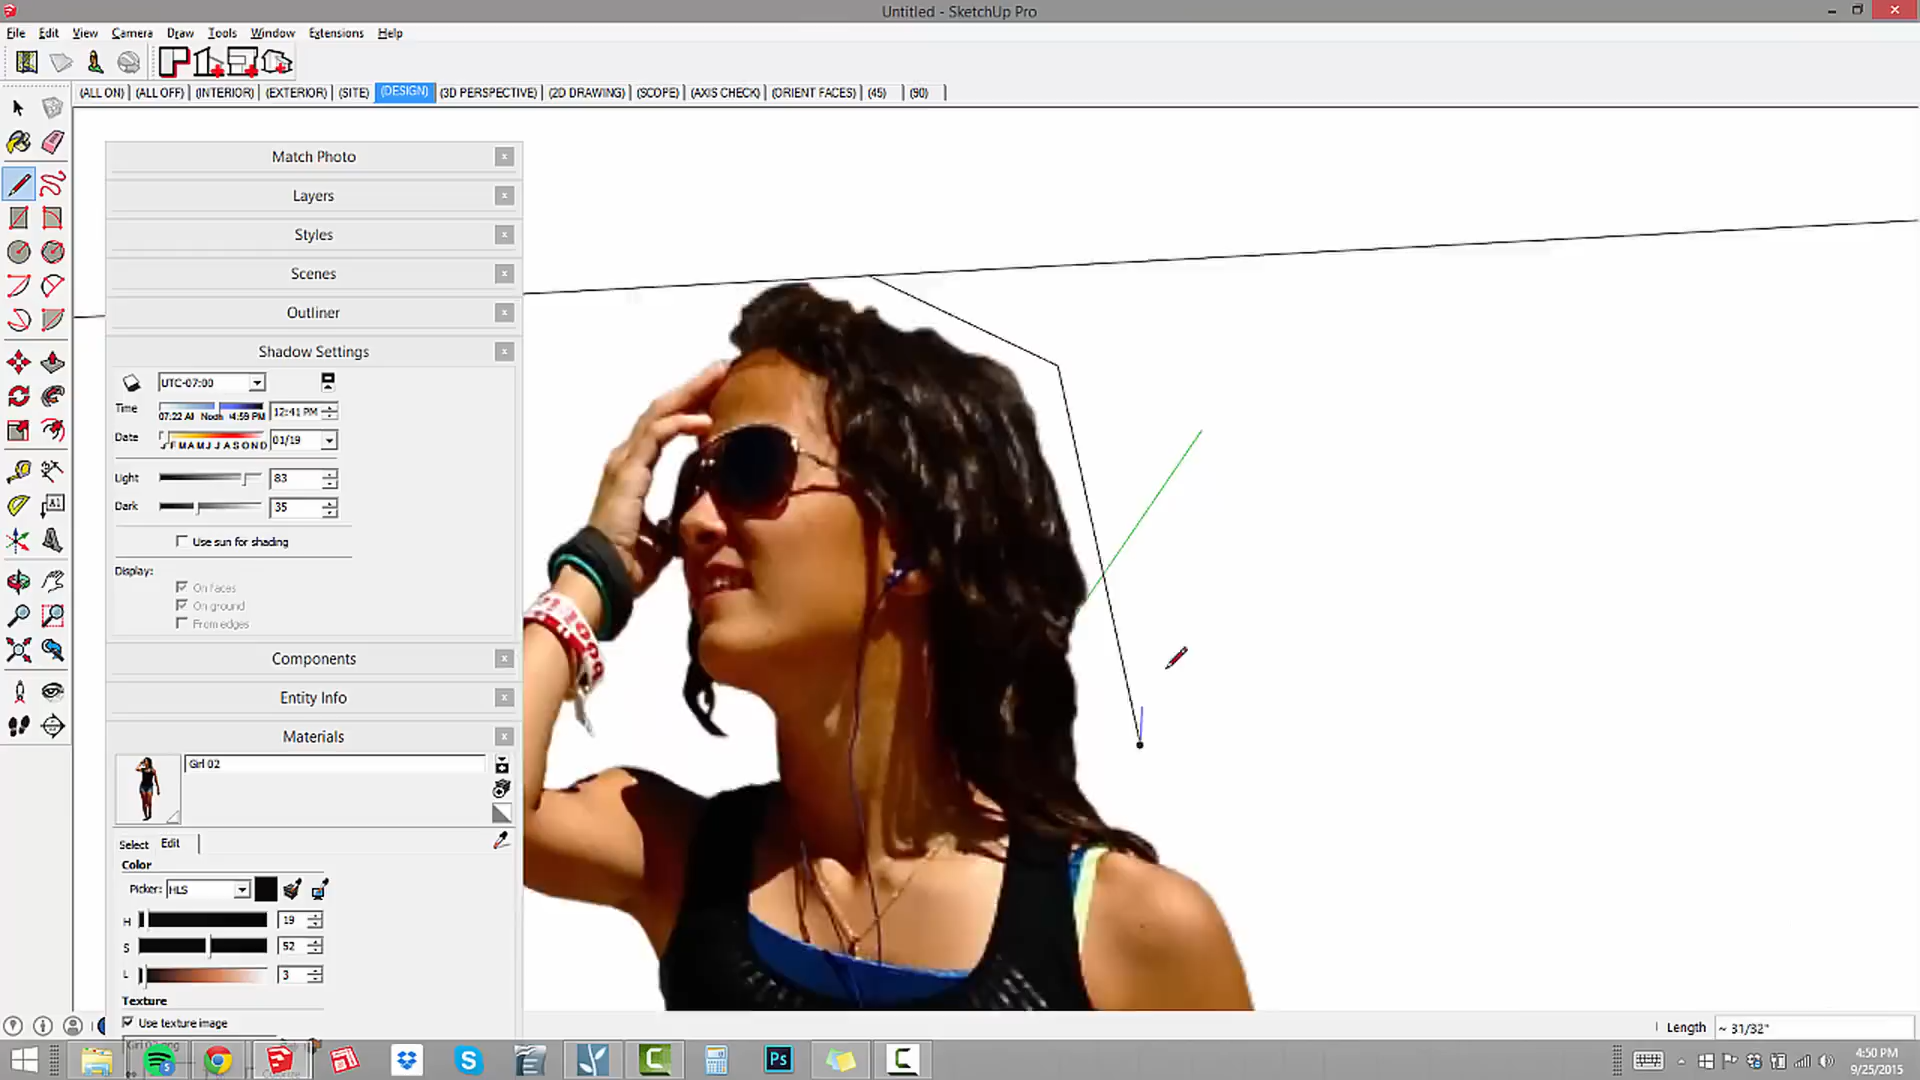 Untitled - SketchUp Pro
File Edit View Camera Draw Tools Window Extensions Help
(ALL ON) (ALL OFF) (INTERIOR) (EXTERIOR) (SITE) (DESIGN) (3D PERSPECTIVE) (2D DRAWING) (SCOPE) (AXIS CHECK) (ORIENT FACES) (45) (90)
Match Photo
Layers
Styles
Scenes
Outliner
Shadow Settings
UTC-07:00
Time 12:41 PM
07:22 AM Noon 4:59 PM
Date 01/19
J F M A M J J A S O N D
Light 83
Dark 35
Use sun for shading
Display:
On faces
On ground
From edges
Components
Entity Info
Materials
Girl 02
Select Edit
Color
Picker: HLS
H 19
S 52
L 3
Texture
Use texture image
A1
Length ~ 31/32"
Ps
4:50 PM
9/25/2015